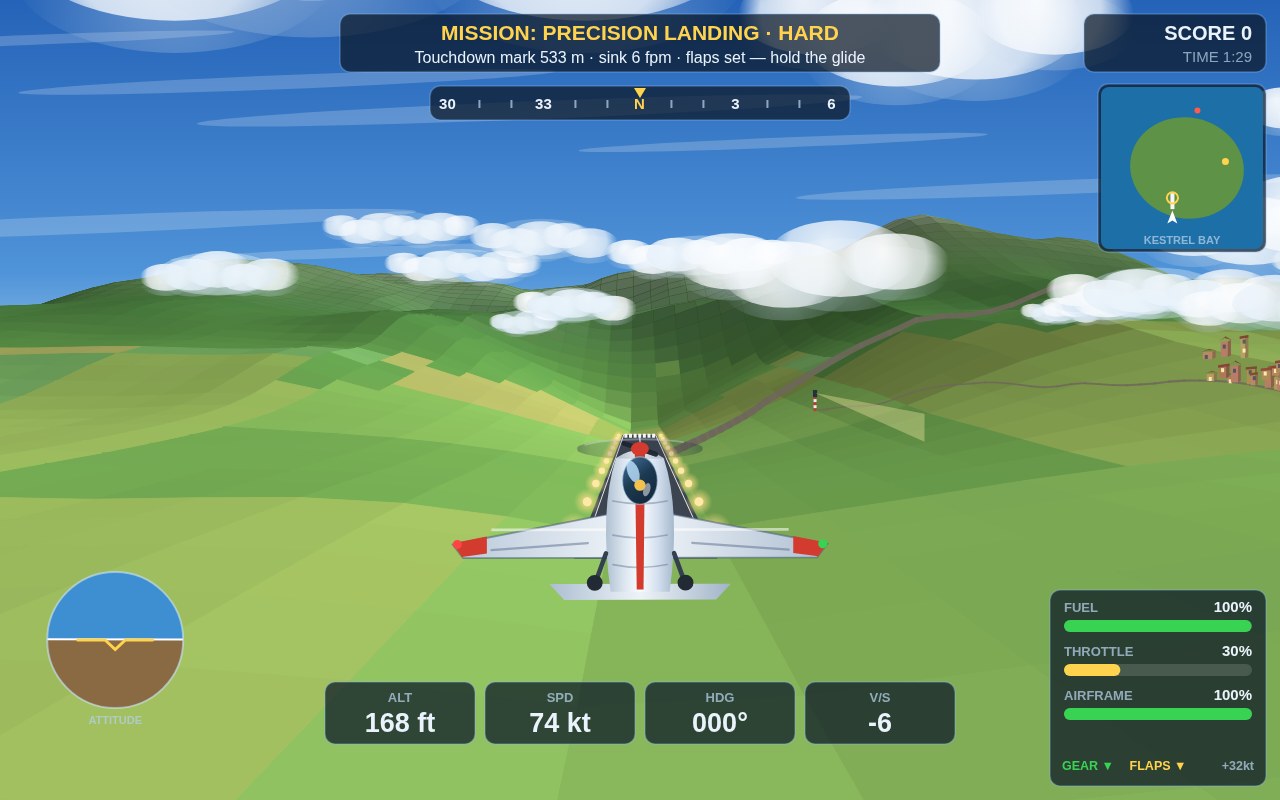 MISSION: PRECISION LANDING · HARD
Touchdown mark 533 m · sink 6 fpm · flaps set — hold the glide
SCORE 0
TIME 1:29
30 33 N 3 6
KESTREL BAY
ATTITUDE
ALT
168 ft
SPD
74 kt
HDG
000°
V/S
-6
FUEL 100%
THROTTLE 30%
AIRFRAME 100%
GEAR ▼ FLAPS ▼ +32kt